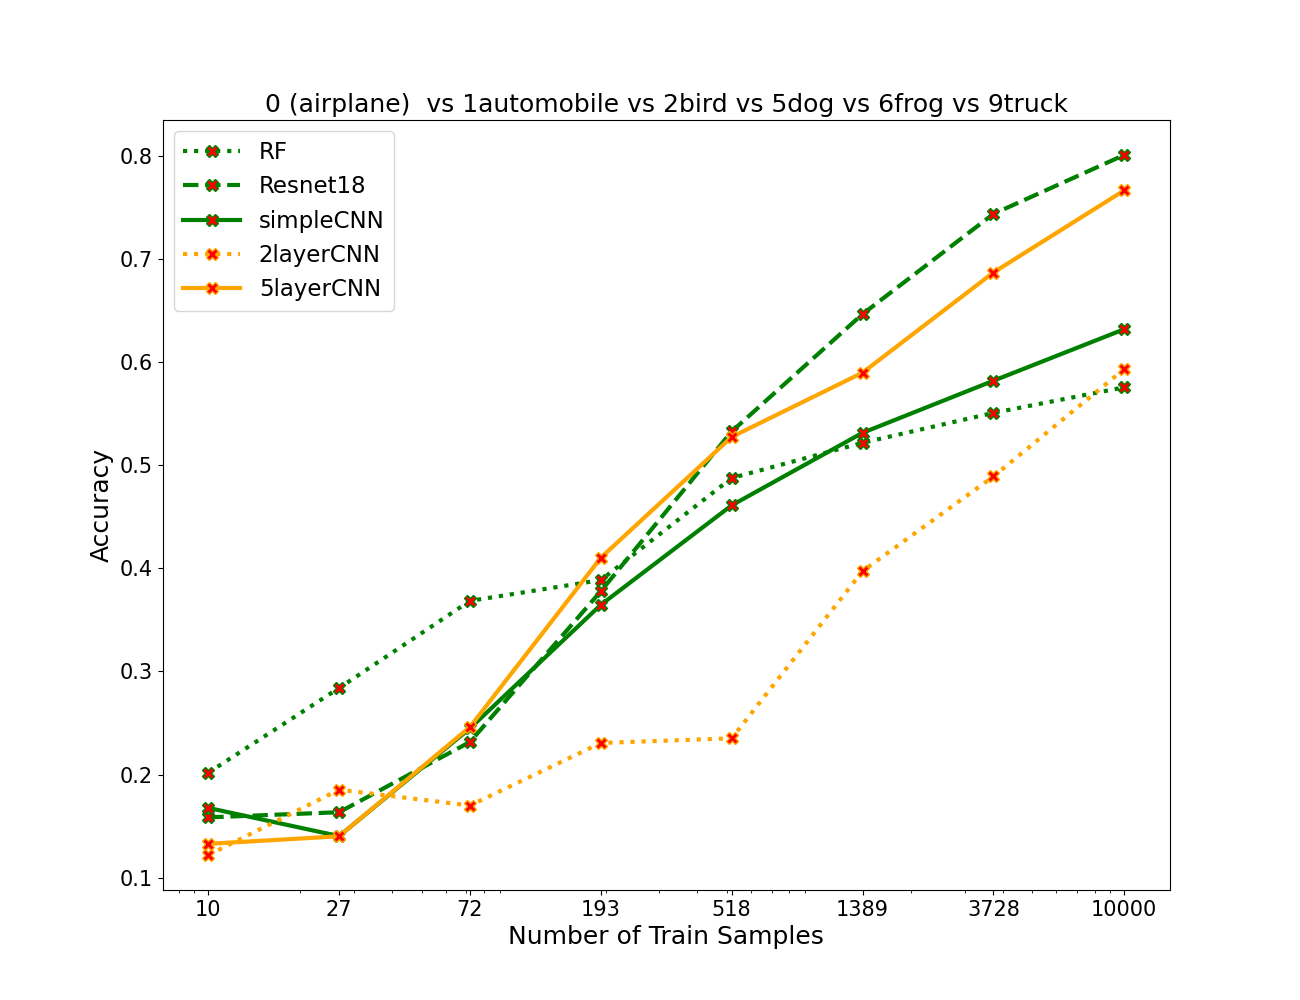 0 (airplane)  vs 1automobile vs 2bird vs 5dog vs 6frog vs 9truck
RF
Resnet18
simpleCNN
2layerCNN
5layerCNN
Accuracy
0.8
0.7
0.6
0.5
0.4
0.3
0.2
0.1
10 27 72 193 518 1389 3728 10000
Number of Train Samples